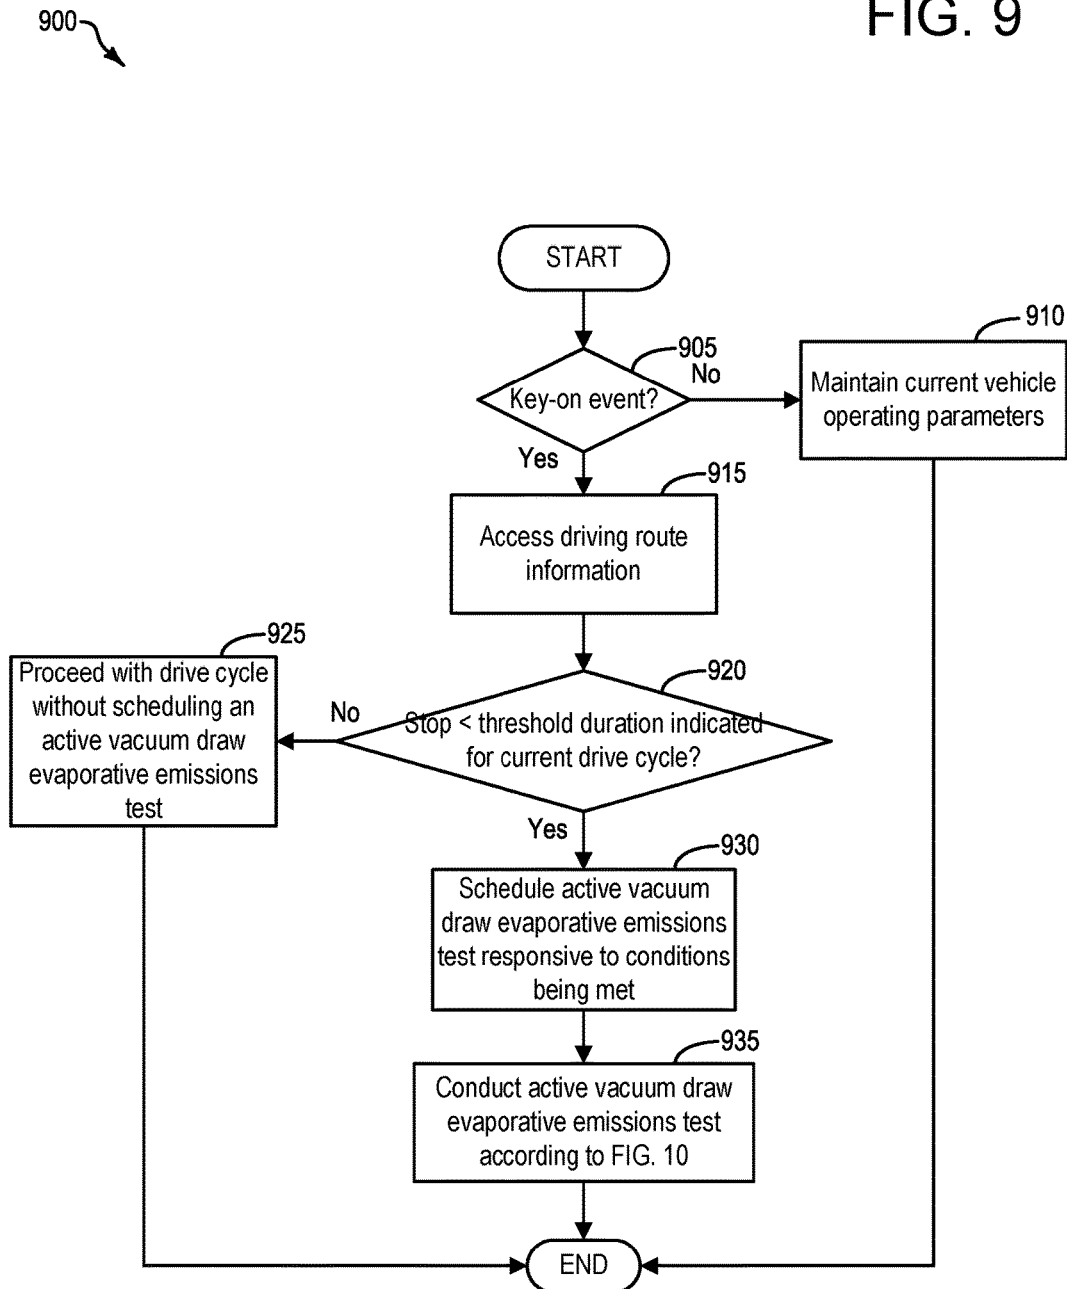 FIG. 9
900
START
905
Key-on event?
No
910
Maintain current vehicle
operating parameters
Yes
915
Access driving route
information
920
Stop < threshold duration indicated
for current drive cycle?
No
925
Proceed with drive cycle
without scheduling an
active vacuum draw
evaporative emissions
test
Yes
930
Schedule active vacuum
draw evaporative emissions
test responsive to conditions
being met
935
Conduct active vacuum draw
evaporative emissions test
according to FIG. 10
END